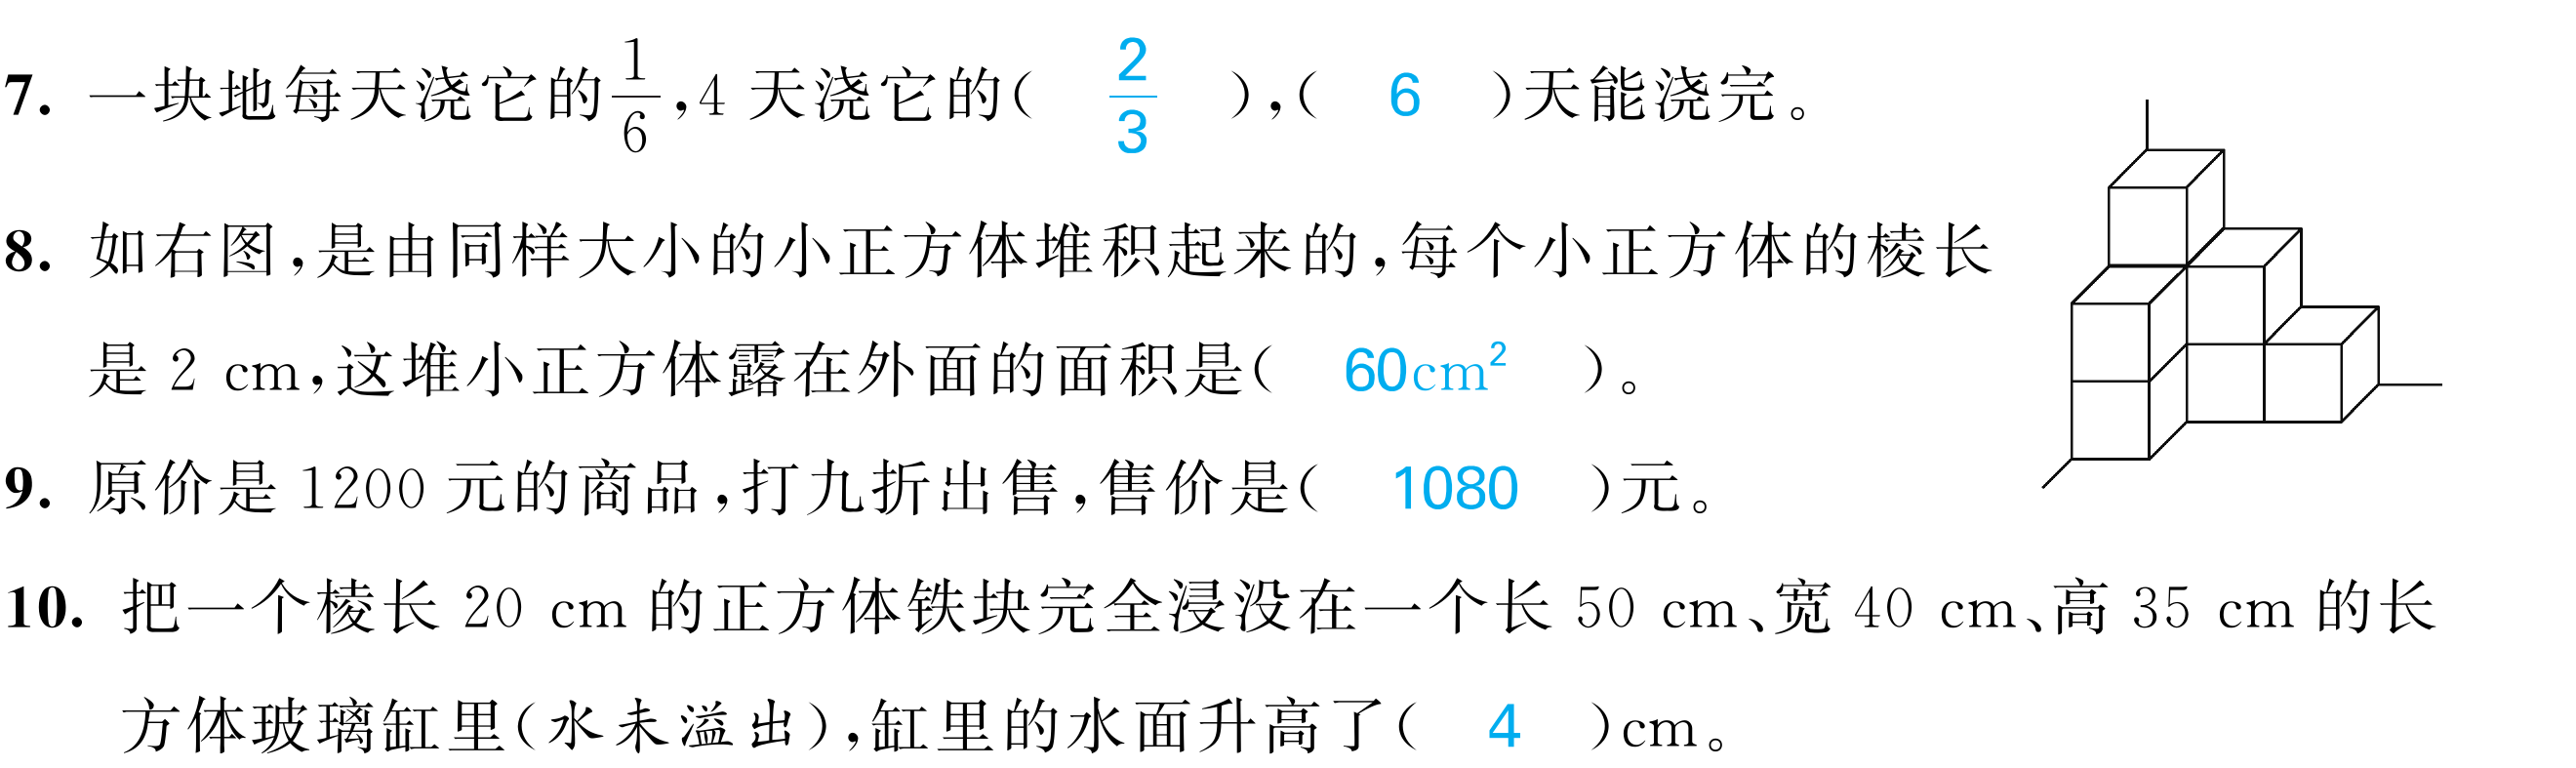 7. 一块地每天浇它的1/6,4 天浇它的( 2/3 ),( 6 )天能浇完。
8. 如右图,是由同样大小的小正方体堆积起来的,每个小正方体的棱长
是 2 cm,这堆小正方体露在外面的面积是( 60cm² )。
9. 原价是 1200 元的商品,打九折出售,售价是( 1080 )元。
10. 把一个棱长 20 cm 的正方体铁块完全浸没在一个长 50 cm、宽 40 cm、高 35 cm 的长
方体玻璃缸里(水未溢出),缸里的水面升高了( 4 )cm。